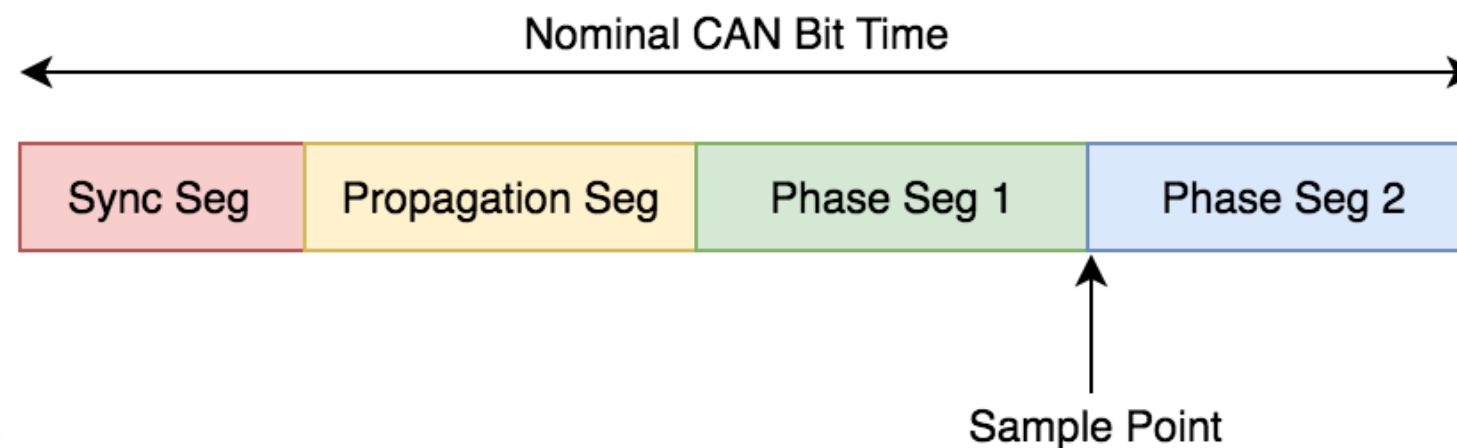 Nominal CAN Bit Time
Sync Seg Propagation Seg Phase Seg 1 Phase Seg 2
Sample Point